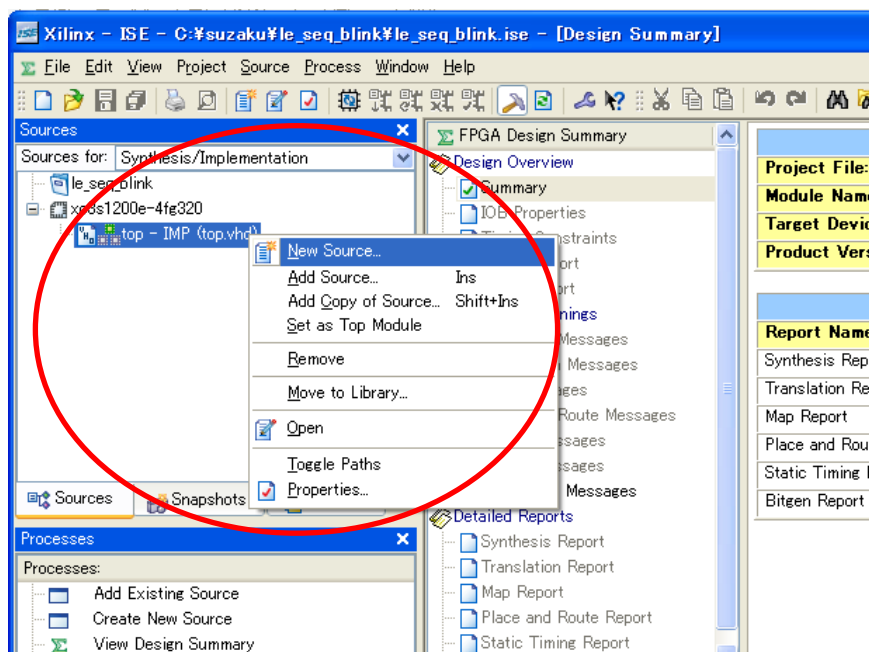 Xilinx - ISE - C:¥suzaku¥le_seq_blink¥le_seq_blink.ise - [Design Summary]
File Edit View Project Source Process Window Help
Sources
Sources for: Synthesis/Implementation
le_seq_blink
xc3s1200e-4fg320
top - IMP (top.vhd)
New Source...
Add Source... Ins
Add Copy of Source... Shift+Ins
Set as Top Module
Remove
Move to Library...
Open
Toggle Paths
Properties...
Sources
Snapshots
Processes
Processes:
Add Existing Source
Create New Source
View Design Summary
FPGA Design Summary
Design Overview
Summary
IOB Properties
Messages
Messages
Route Messages
Messages
Detailed Reports
Synthesis Report
Translation Report
Map Report
Place and Route Report
Static Timing Report
Project File:
Module Name
Target Devic
Product Vers
Report Name
Synthesis Rep
Translation Re
Map Report
Place and Rou
Static Timing
Bitgen Report